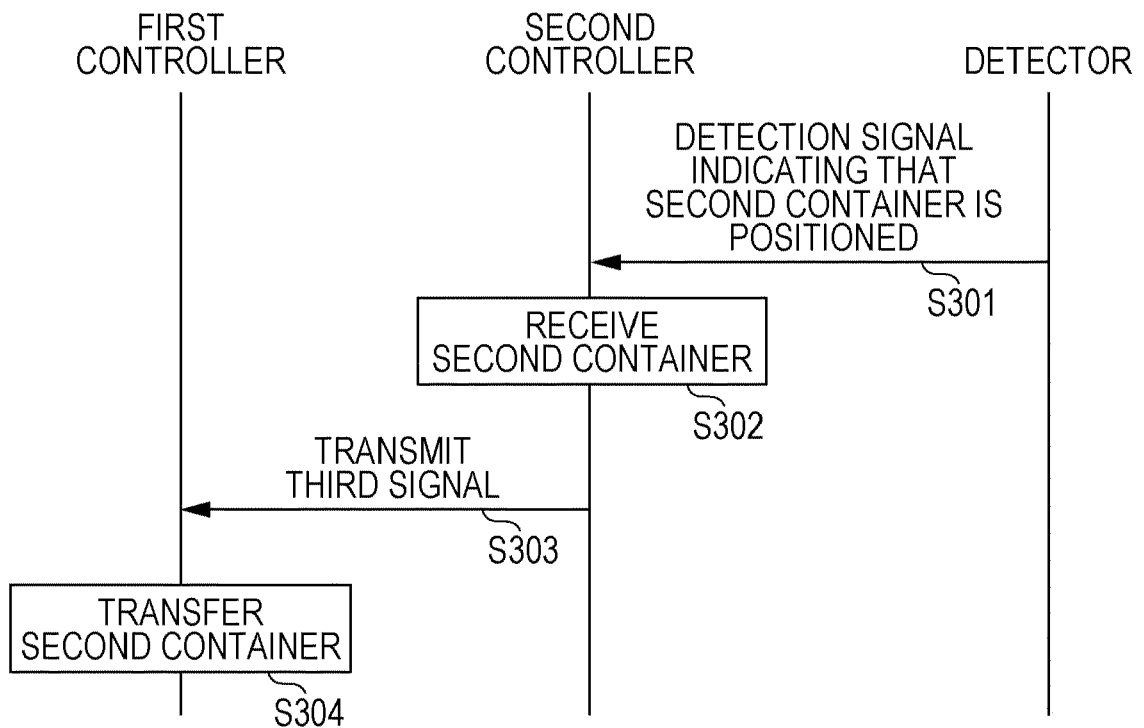 FIRST
CONTROLLER
SECOND
CONTROLLER
DETECTOR
DETECTION SIGNAL
INDICATING THAT
SECOND CONTAINER IS
POSITIONED
S301
RECEIVE
SECOND CONTAINER
S302
TRANSMIT
THIRD SIGNAL
S303
TRANSFER
SECOND CONTAINER
S304